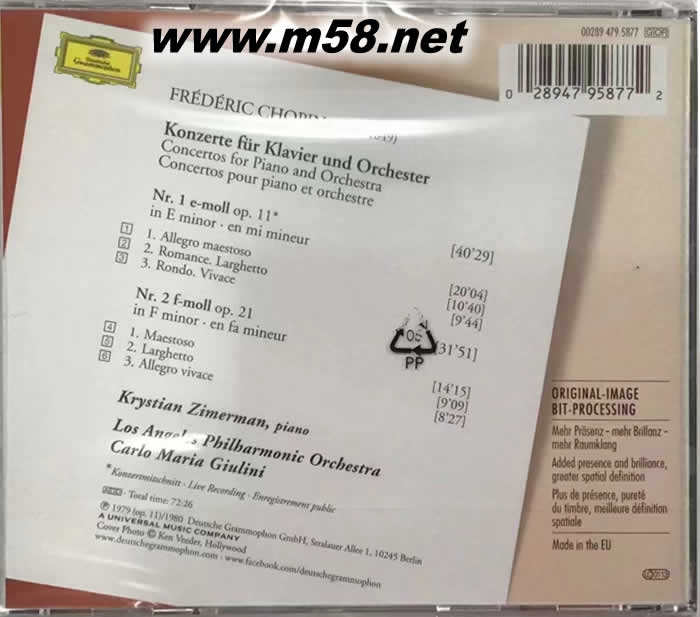 www.m58.net
Deutsche
Grammophon
00289 479 5877
0 28947 95877 2
FRÉDÉRIC CHOPIN
1849)
Konzerte für Klavier und Orchester
Concertos for Piano and Orchestra
Concertos pour piano et orchestre
Nr. 1 e-moll op. 11*
in E minor · en mi mineur [40'29]
1 1. Allegro maestoso [20'04]
2 2. Romance. Larghetto [10'40]
3 3. Rondo. Vivace [9'44]
Nr. 2 f-moll op. 21
in F minor · en fa mineur [31'51]
4 1. Maestoso [14'15]
5 2. Larghetto [9'09]
6 3. Allegro vivace [8'27]
05
PP
Krystian Zimerman, piano
Los Angeles Philharmonic Orchestra
Carlo Maria Giulini
*Konzertmitschnitt · Live Recording · Enregistrement public
ADD · Total time: 72:26
℗ 1979 (op. 11)/1980 Deutsche Grammophon GmbH, Stralauer Allee 1, 10245 Berlin
A UNIVERSAL MUSIC COMPANY
Cover Photo © Ken Veeder, Hollywood
www.deutschegrammophon.com · www.facebook.com/deutschegrammophon
ORIGINAL-IMAGE
BIT-PROCESSING
Mehr Präsenz – mehr Brillanz –
mehr Raumklang
Added presence and brilliance,
greater spatial definition
Plus de présence, pureté
du timbre, meilleure définition
spatiale
Made in the EU